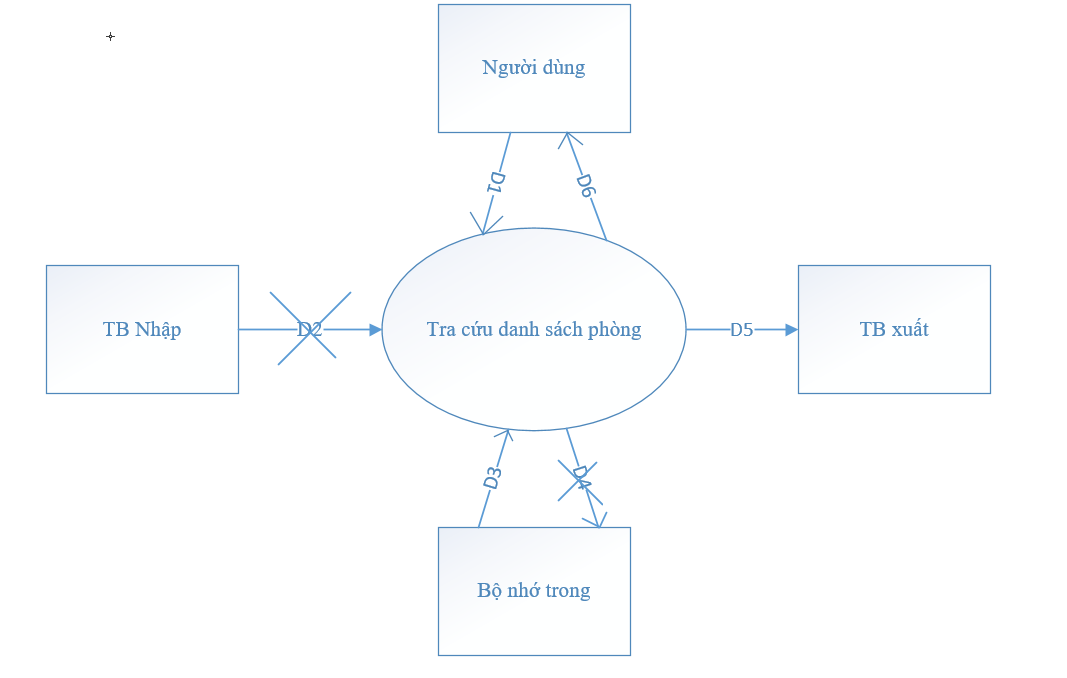 Người dùng
D1
D6
TB Nhập
D2
Tra cứu danh sách phòng
D5
TB xuất
D3
D4
Bộ nhớ trong